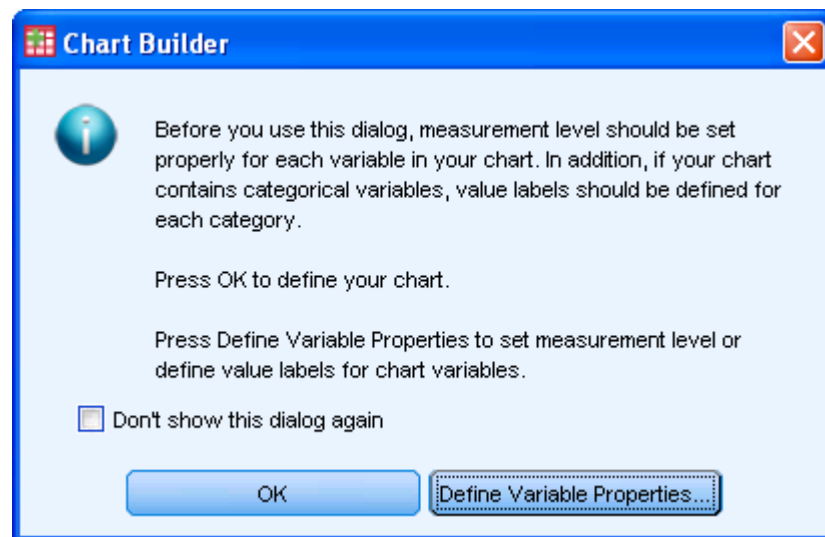 Chart Builder
Before you use this dialog, measurement level should be set
properly for each variable in your chart. In addition, if your chart
contains categorical variables, value labels should be defined for
each category.
Press OK to define your chart.
Press Define Variable Properties to set measurement level or
define value labels for chart variables.
Don't show this dialog again
OK
Define Variable Properties...